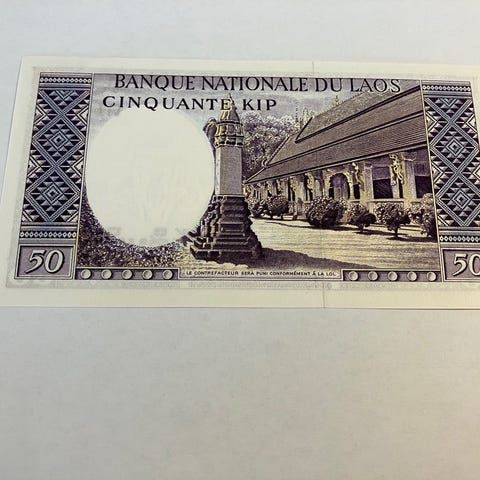 BANQUE NATIONALE DU LAOS
CINQUANTE KIP
50
50
LE CONTREFACTEUR SERA PUNI CONFORMÉMENT À LA LOI.